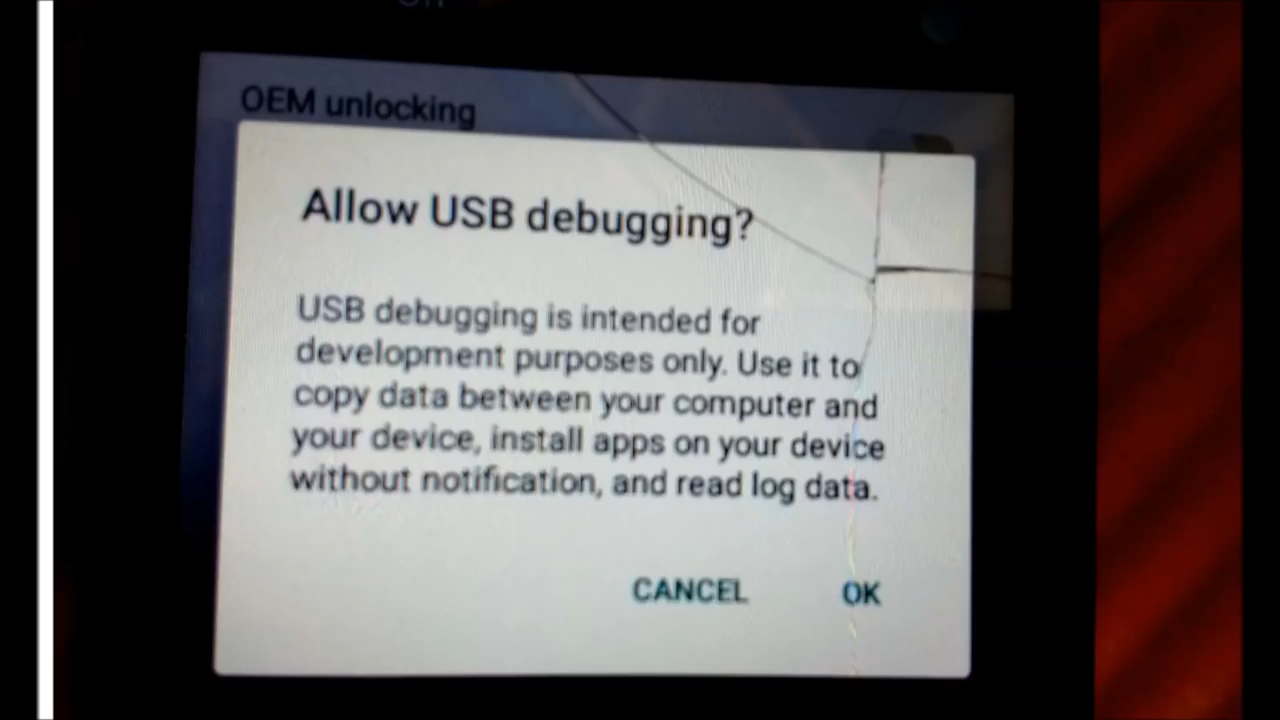 OEM unlocking
Allow USB debugging?
USB debugging is intended for
development purposes only. Use it to
copy data between your computer and
your device, install apps on your device
without notification, and read log data.
CANCEL OK